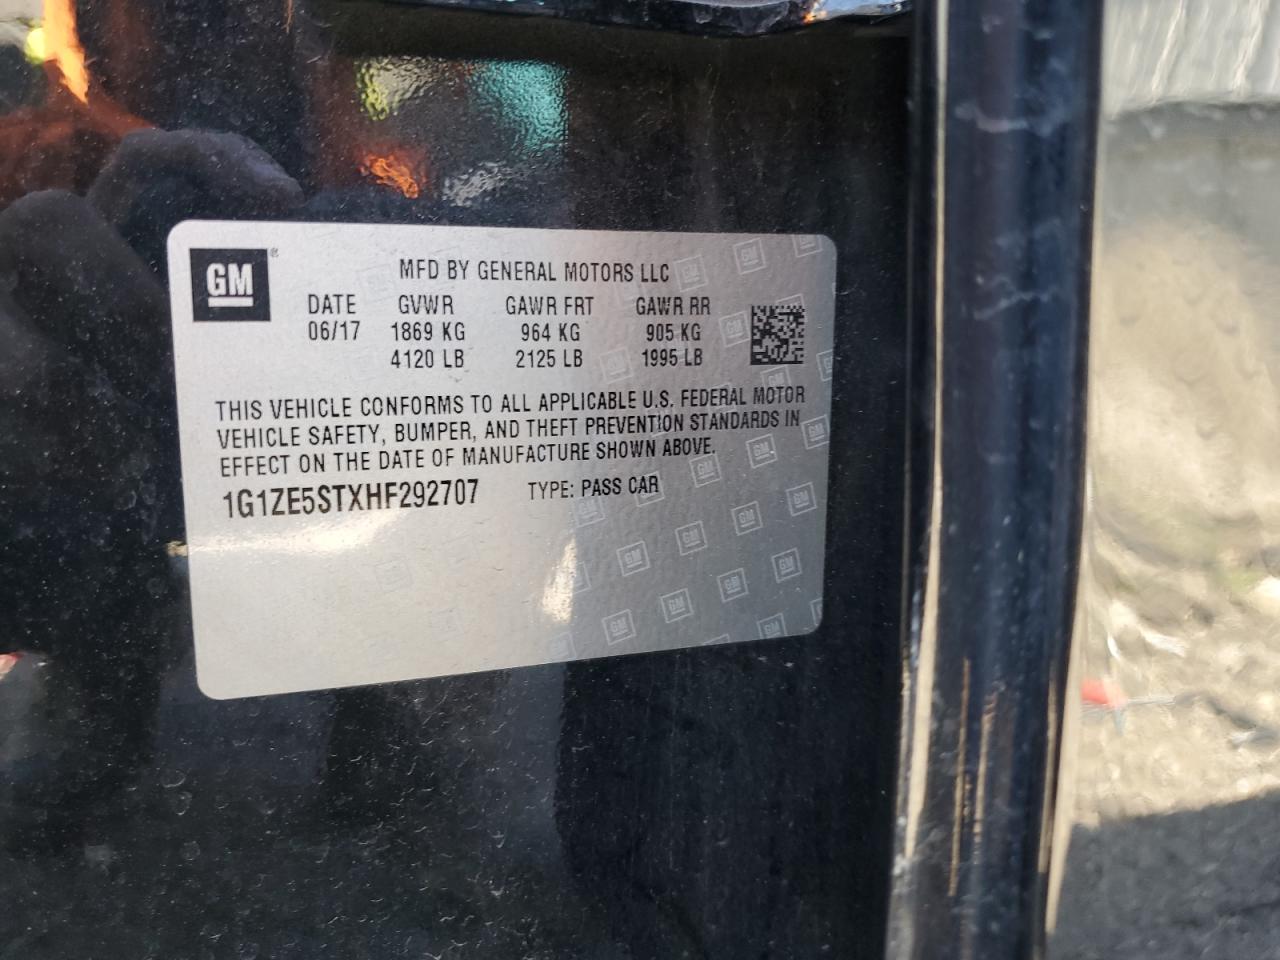 GM ®
MFD BY GENERAL MOTORS LLC
DATE GVWR GAWR FRT GAWR RR
06/17 1869 KG 964 KG 905 KG
4120 LB 2125 LB 1995 LB
THIS VEHICLE CONFORMS TO ALL APPLICABLE U.S. FEDERAL MOTOR
VEHICLE SAFETY, BUMPER, AND THEFT PREVENTION STANDARDS IN
EFFECT ON THE DATE OF MANUFACTURE SHOWN ABOVE.
1G1ZE5STXHF292707 TYPE: PASS CAR